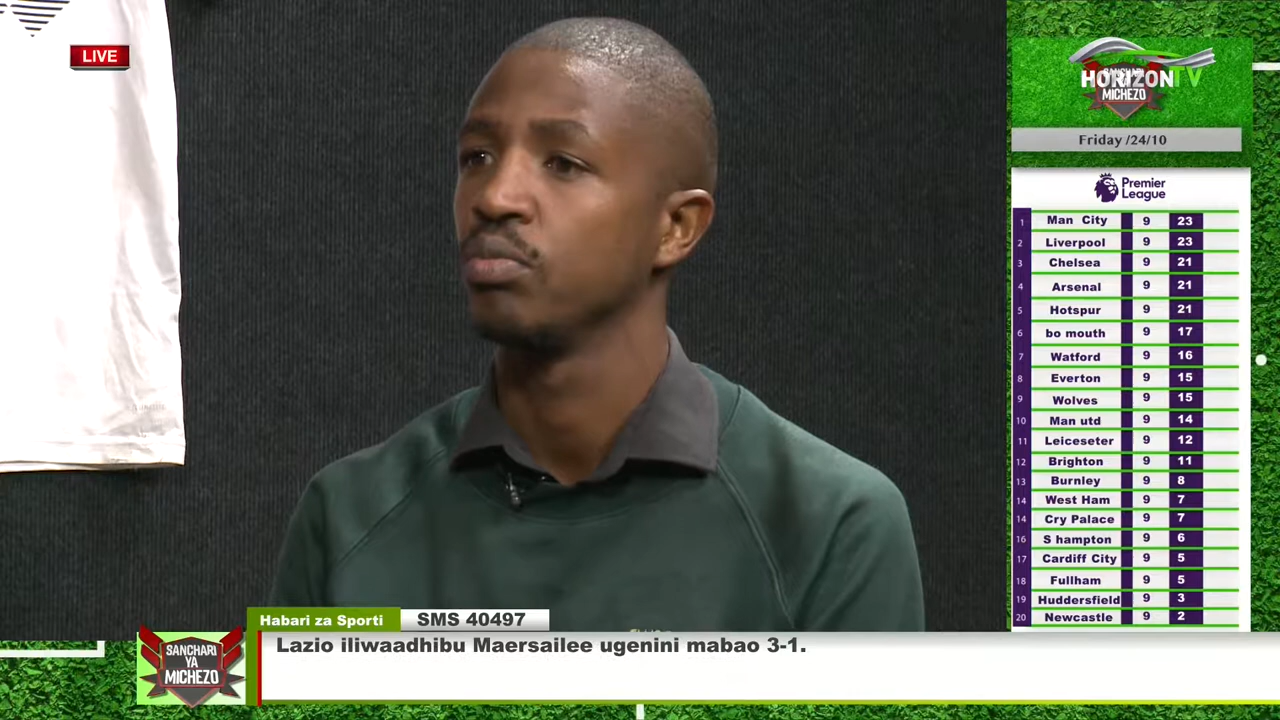 LIVE
HORIZON TV
SANCHARI
MICHEZO
Friday /24/10
Premier
League
1 Man City 9 23
2 Liverpool 9 23
3 Chelsea 9 21
4 Arsenal 9 21
5 Hotspur 9 21
6 bo mouth 9 17
7 Watford 9 16
8 Everton 9 15
9 Wolves 9 15
10 Man utd 9 14
11 Leiceseter 9 12
12 Brighton 9 11
13 Burnley 9 8
14 West Ham 9 7
14 Cry Palace 9 7
16 S hampton 9 6
17 Cardiff City 9 5
18 Fullham 9 5
19 Huddersfield 9 3
20 Newcastle 9 2
Habari za Sporti SMS 40497
Lazio iliwaadhibu Maersailee ugenini mabao 3-1.
SANCHARI
YA
MICHEZO